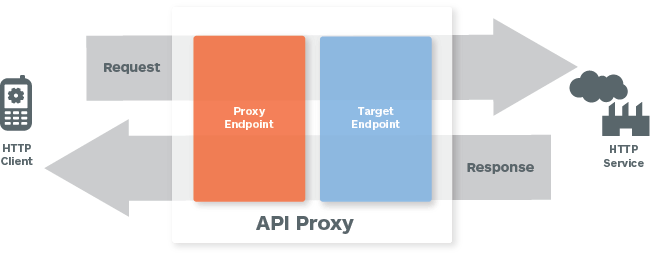 Request
Proxy
Endpoint
Target
Endpoint
HTTP
Client
HTTP
Service
Response
API Proxy